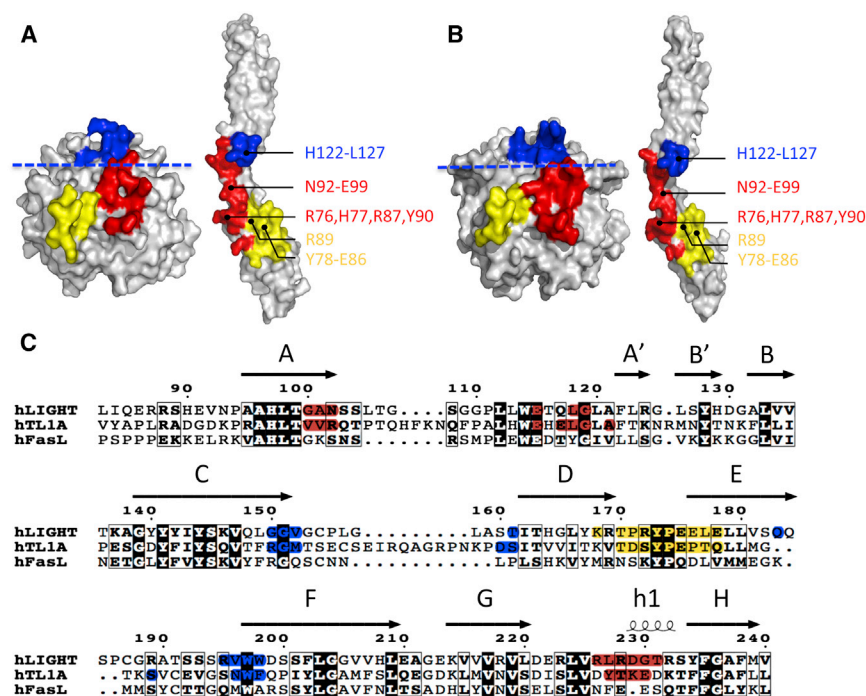 A
B
H122-L127
H122-L127
N92-E99
N92-E99
R76,H77,R87,Y90
R76,H77,R87,Y90
R89
R89
Y78-E86
Y78-E86
C
A A' B' B
90 100 110 120 130
hLIGHT LIQERRSHEVNPAAHLTGANSSLTG.....SGGPLLWETQLGLAFLRG.LSYHDGALVV
hTL1A VYAPLRADGDKPRAHLTVVRQTPTQHFKNQFPALHWEHELGLAFTKNRMNYTNKFLLI
hFasL PSPPPEKKELRKVAHLTGKSNS........RSMPLEWEDTYGIVLLSG.VKYKKGGLVI
C D E
140 150 160 170 180
hLIGHT TKAGYYYIYSKVQLGGVGCPLG.........LASTITHGLYKRTPRYPEELELLVSQQ
hTL1A PESGDYFIYSQVTFRGMTSECSEIRQAGRPNKPDSITVVITKVTDSYPEPTQLLMG..
hFasL NETGLYFVYSKVYFRGQSCNN............LPLSHKVYMRNSKYPQDLVMMEGK.
F G h1 H
190 200 210 220 230 240
hLIGHT SPCGRATSSSRVWWDSSFLGGVVHLEAGEKVVVRVLDERLVRLRDGTRSYFGAFMV
hTL1A ..TKSVCEVGSNWFQPIYLGAMFSLQEGDKLMVNVSDISLVDYTKEDKTFFGAFLL
hFasL ..MMSYCTTGQMWARSSYLGAVFNLTSADHLYVNVSELSLVNFE.ESQTFFGLYKL